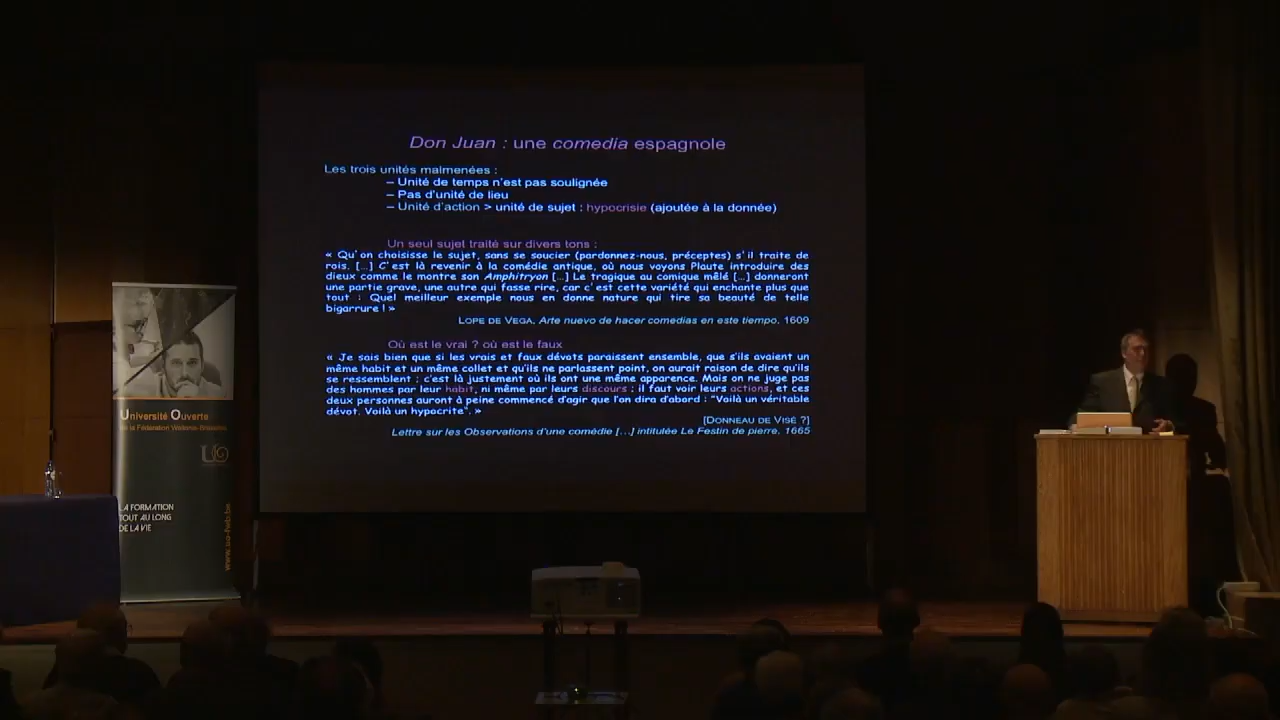 Don Juan : une comedia espagnole
Les trois unités malmenées :
– Unité de temps n'est pas soulignée
– Pas d'unité de lieu
– Unité d'action > unité de sujet : hypocrisie (ajoutée à la donnée)
Un seul sujet traité sur divers tons :
« Qu'on choisisse le sujet, sans se soucier (pardonnez-nous, préceptes) s'il traite de
rois. […] C'est là revenir à la comédie antique, où nous voyons Plaute introduire des
dieux comme le montre son Amphitryon […] Le tragique au comique mêlé […] donneront
une partie grave, une autre qui fasse rire, car c'est cette variété qui enchante plus que
tout : Quel meilleur exemple nous en donne nature qui tire sa beauté de telle
bigarrure ! »
LOPE DE VEGA. Arte nuevo de hacer comedias en este tiempo. 1609
Où est le vrai ? où est le faux
« Je sais bien que si les vrais et faux dévots paraissent ensemble, que s'ils avaient un
même habit et un même collet et qu'ils ne parlassent point, on aurait raison de dire qu'ils
se ressemblent ; c'est là justement où ils ont une même apparence. Mais on ne juge pas
des hommes par leur habit, ni même par leurs discours ; il faut voir leurs actions, et ces
deux personnes auront à peine commencé d'agir que l'on dira d'abord : "Voilà un véritable
dévot. Voilà un hypocrite". »
[DONNEAU DE VISÉ ?]
Lettre sur les Observations d'une comédie […] intitulée Le Festin de pierre. 1665
Université Ouverte
de la Fédération Wallonie-Bruxelles
UO
LA FORMATION
TOUT AU LONG
DE LA VIE